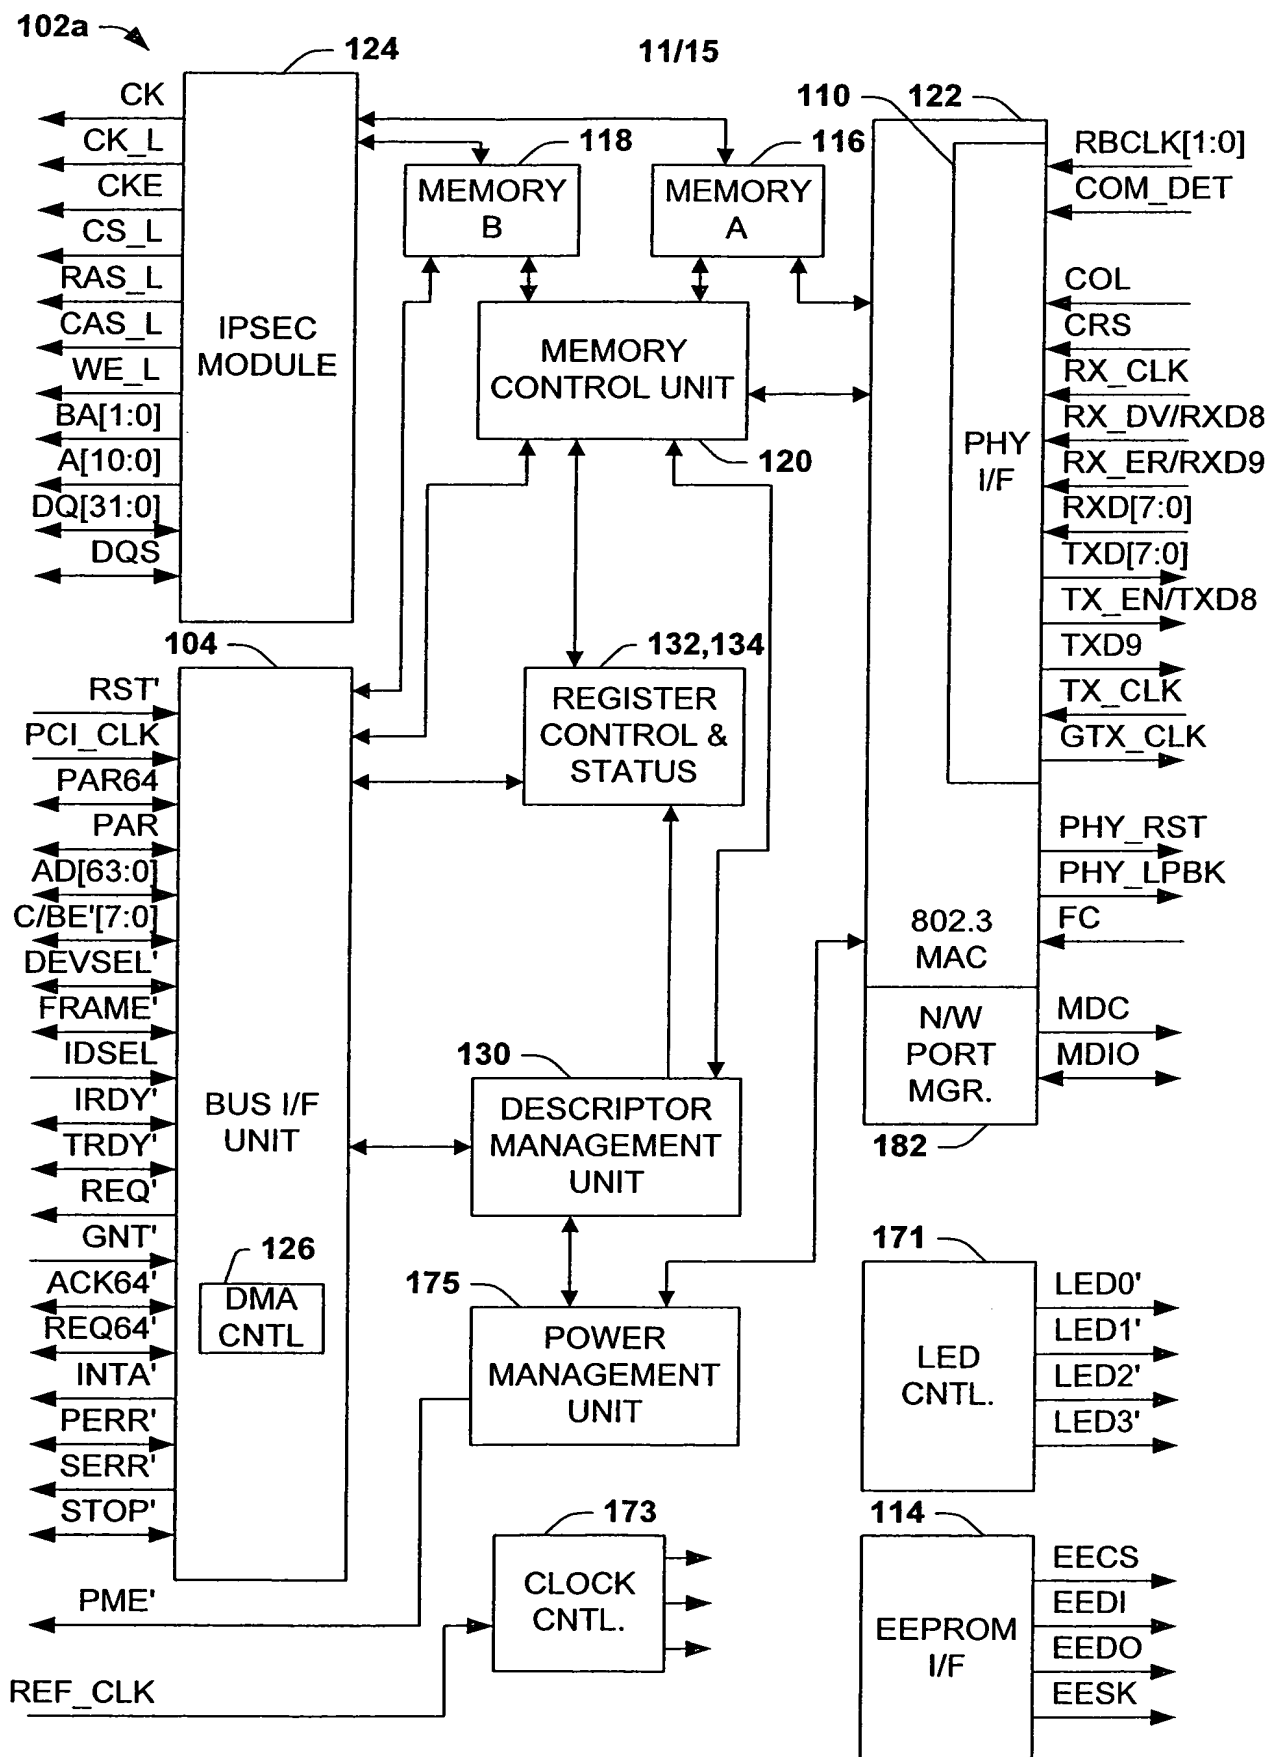 102a
11/15
124
CK
CK_L
CKE
CS_L
RAS_L
CAS_L
WE_L
BA[1:0]
A[10:0]
DQ[31:0]
DQS
IPSEC
MODULE
118
MEMORY
B
116
MEMORY
A
MEMORY
CONTROL UNIT
120
110
122
PHY
I/F
802.3
MAC
N/W
PORT
MGR.
182
RBCLK[1:0]
COM_DET
COL
CRS
RX_CLK
RX_DV/RXD8
RX_ER/RXD9
RXD[7:0]
TXD[7:0]
TX_EN/TXD8
TXD9
TX_CLK
GTX_CLK
PHY_RST
PHY_LPBK
FC
MDC
MDIO
104
RST'
PCI_CLK
PAR64
PAR
AD[63:0]
C/BE'[7:0]
DEVSEL'
FRAME'
IDSEL
IRDY'
TRDY'
REQ'
GNT'
ACK64'
REQ64'
INTA'
PERR'
SERR'
STOP'
PME'
REF_CLK
BUS I/F
UNIT
126
DMA
CNTL
132,134
REGISTER
CONTROL &
STATUS
130
DESCRIPTOR
MANAGEMENT
UNIT
175
POWER
MANAGEMENT
UNIT
173
CLOCK
CNTL.
171
LED
CNTL.
LED0'
LED1'
LED2'
LED3'
114
EEPROM
I/F
EECS
EEDI
EEDO
EESK